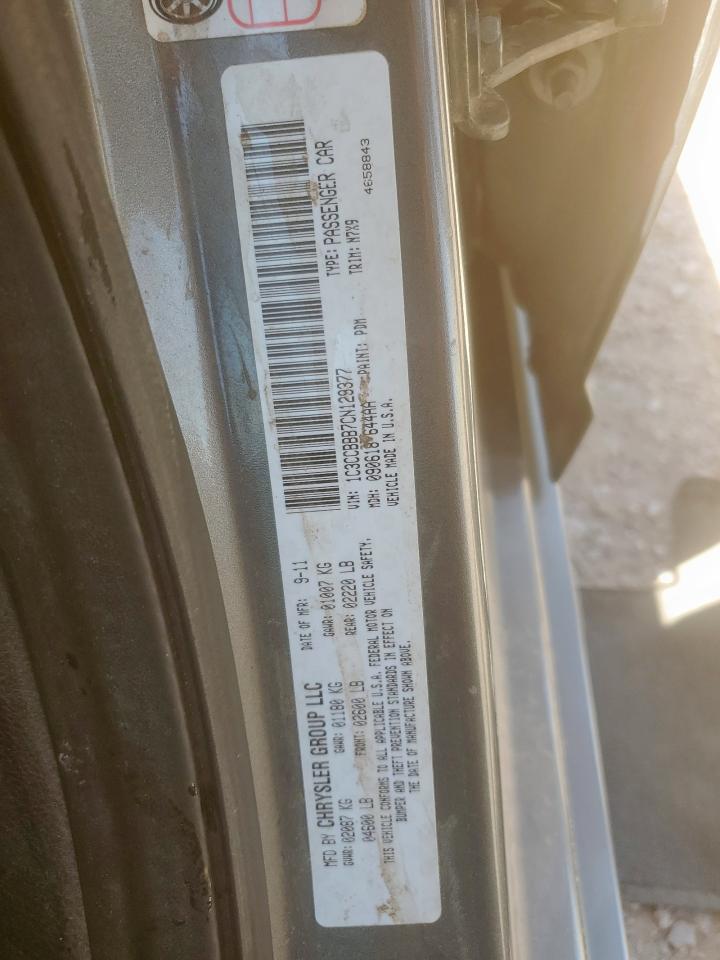 MFD BY CHRYSLER GROUP LLC DATE OF MFR: 9-11
GVWR: 02087 KG GAWR: 01180 KG GAWR: 01007 KG
04600 LB FRONT: 02600 LB REAR: 02220 LB
THIS VEHICLE CONFORMS TO ALL APPLICABLE U.S.A. FEDERAL MOTOR VEHICLE SAFETY,
BUMPER AND THEFT PREVENTION STANDARDS IN EFFECT ON
THE DATE OF MANUFACTURE SHOWN ABOVE.
VIN: 1C3CCBBB7CN129377 TYPE: PASSENGER CAR
MDH: 090618 644AA PAINT: PDM TRIM: N7X9
VEHICLE MADE IN U.S.A. 4658843